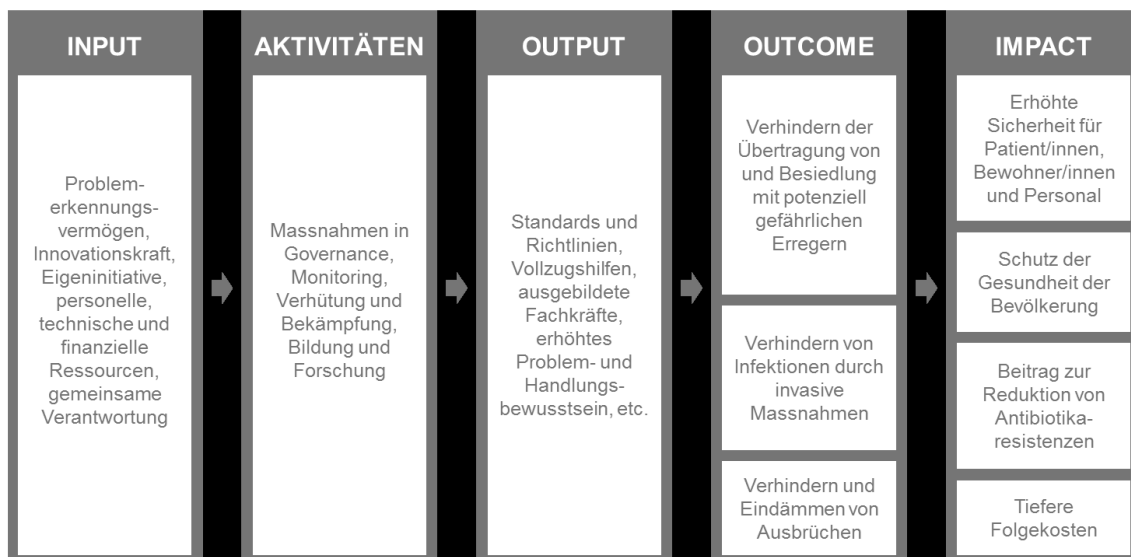 INPUT
Problem-
erkennungs-
vermögen,
Innovationskraft,
Eigeninitiative,
personelle,
technische und
finanzielle
Ressourcen,
gemeinsame
Verantwortung
AKTIVITÄTEN
Massnahmen in
Governance,
Monitoring,
Verhütung und
Bekämpfung,
Bildung und
Forschung
OUTPUT
Standards und
Richtlinien,
Vollzugshilfen,
ausgebildete
Fachkräfte,
erhöhtes
Problem- und
Handlungs-
bewusstsein, etc.
OUTCOME
Verhindern der
Übertragung von
und Besiedlung
mit potenziell
gefährlichen
Erregern
Verhindern von
Infektionen durch
invasive
Massnahmen
Verhindern und
Eindämmen von
Ausbrüchen
IMPACT
Erhöhte
Sicherheit für
Patient/innen,
Bewohner/innen
und Personal
Schutz der
Gesundheit der
Bevölkerung
Beitrag zur
Reduktion von
Antibiotika-
resistenzen
Tiefere
Folgekosten